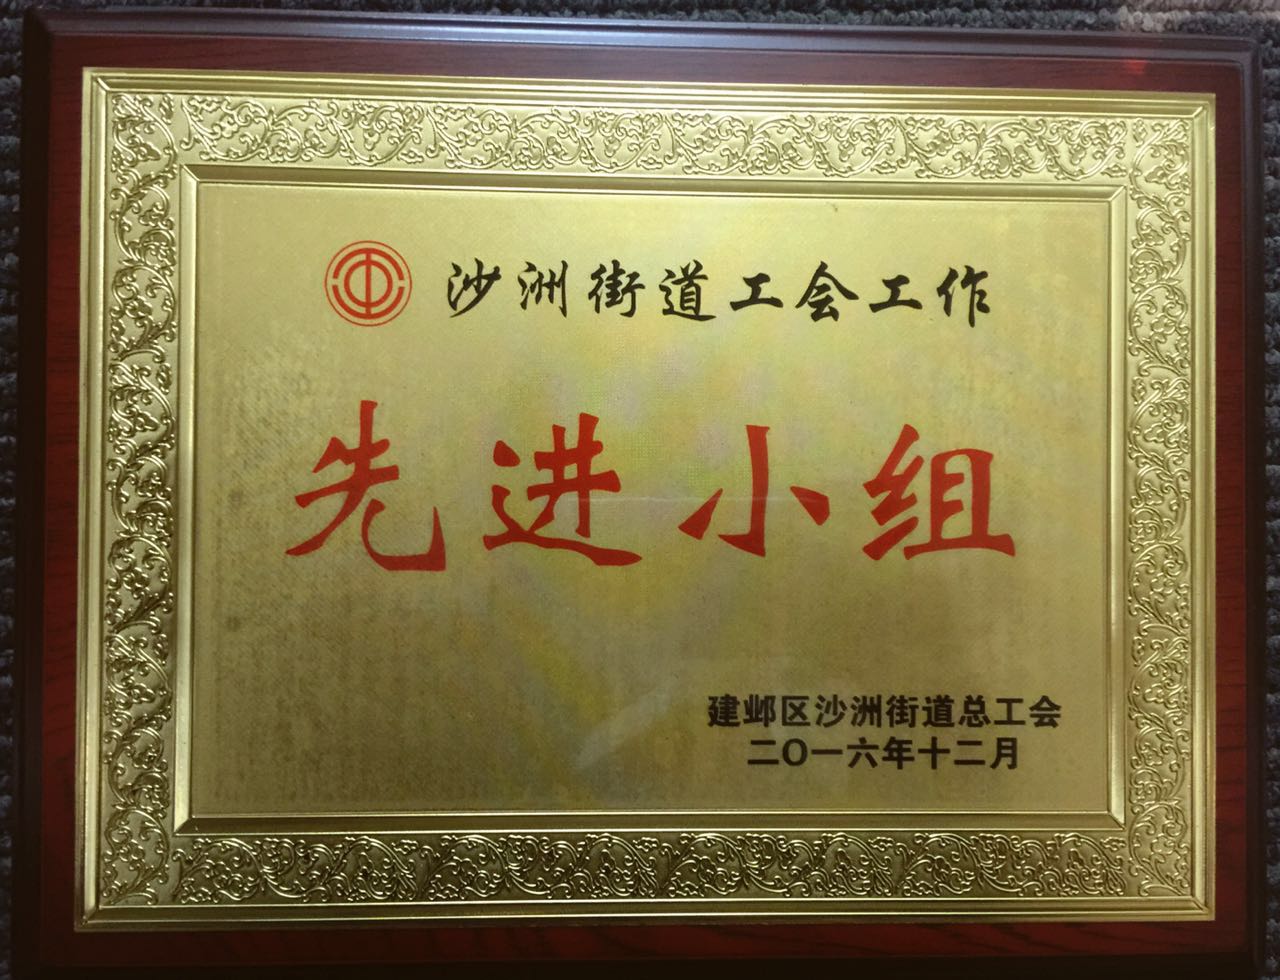 沙洲街道工会工作
先进小组
建邺区沙洲街道总工会
二〇一六年十二月